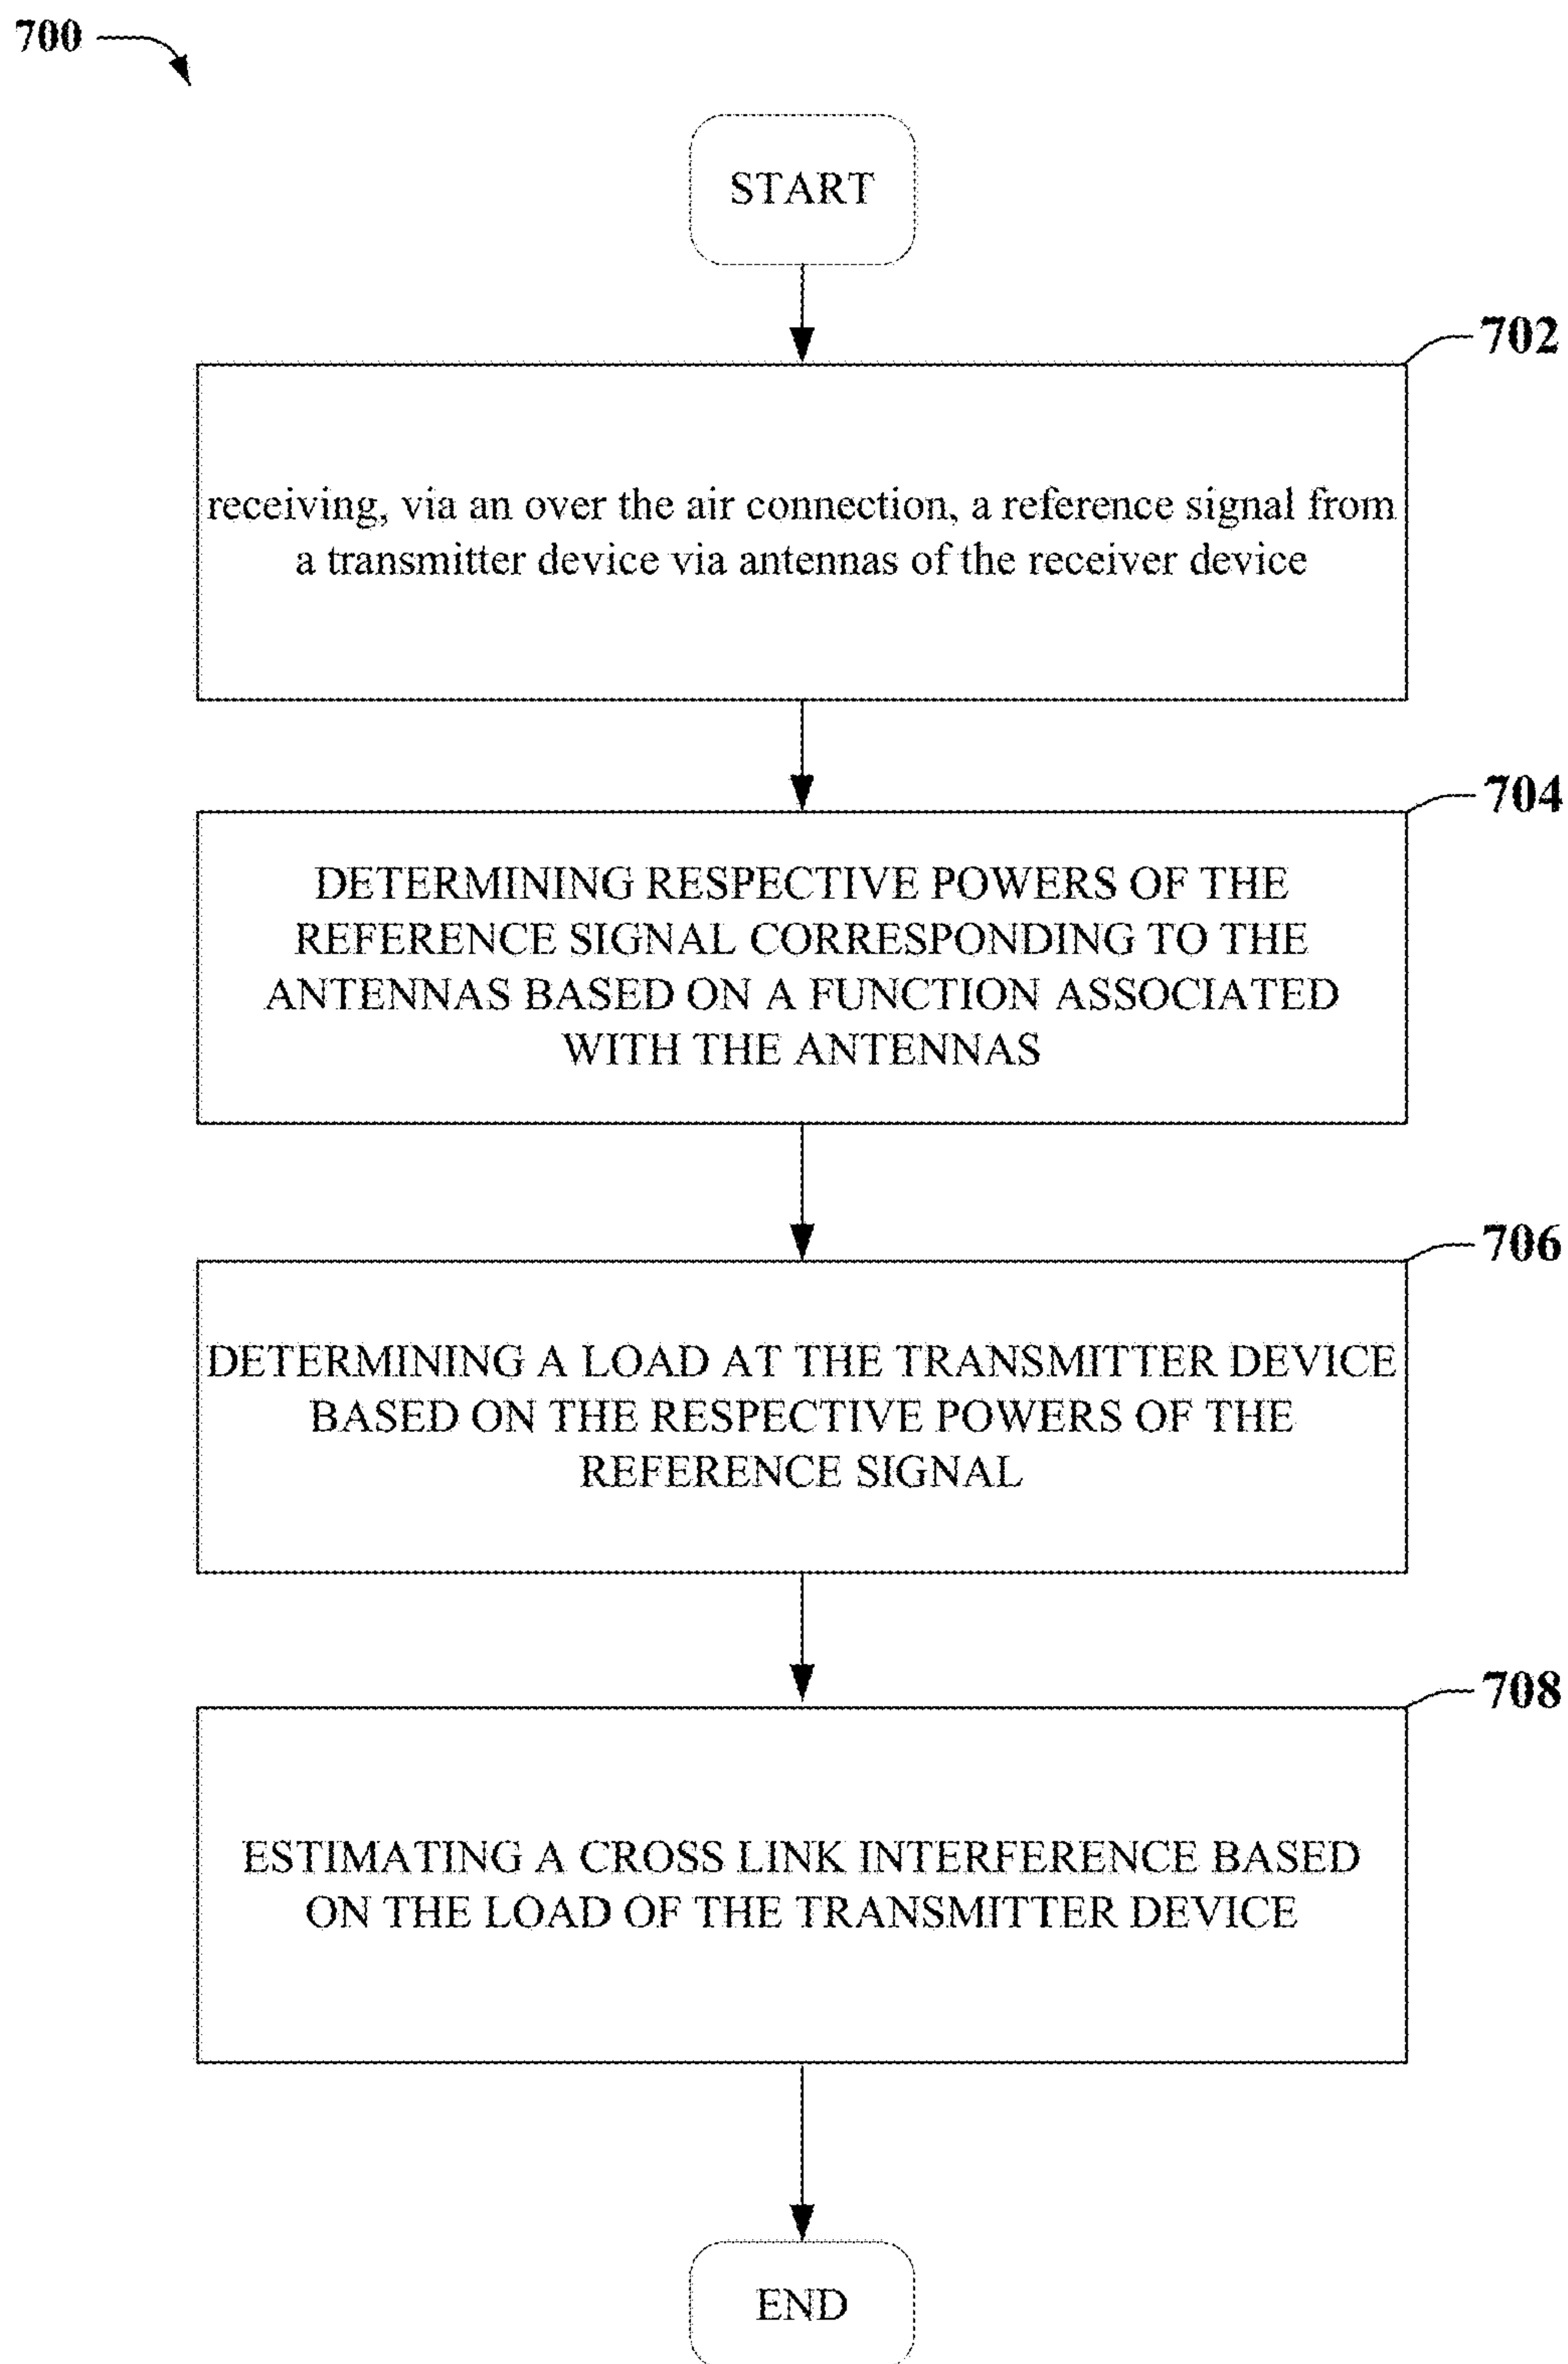 700
START
702
receiving, via an over the air connection, a reference signal from
a transmitter device via antennas of the receiver device
704
DETERMINING RESPECTIVE POWERS OF THE
REFERENCE SIGNAL CORRESPONDING TO THE
ANTENNAS BASED ON A FUNCTION ASSOCIATED
WITH THE ANTENNAS
706
DETERMINING A LOAD AT THE TRANSMITTER DEVICE
BASED ON THE RESPECTIVE POWERS OF THE
REFERENCE SIGNAL
708
ESTIMATING A CROSS LINK INTERFERENCE BASED
ON THE LOAD OF THE TRANSMITTER DEVICE
END